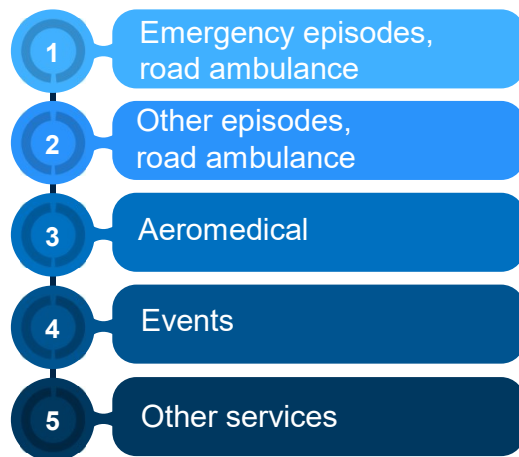 1
Emergency episodes,
road ambulance
2
Other episodes,
road ambulance
3
Aeromedical
4
Events
5
Other services